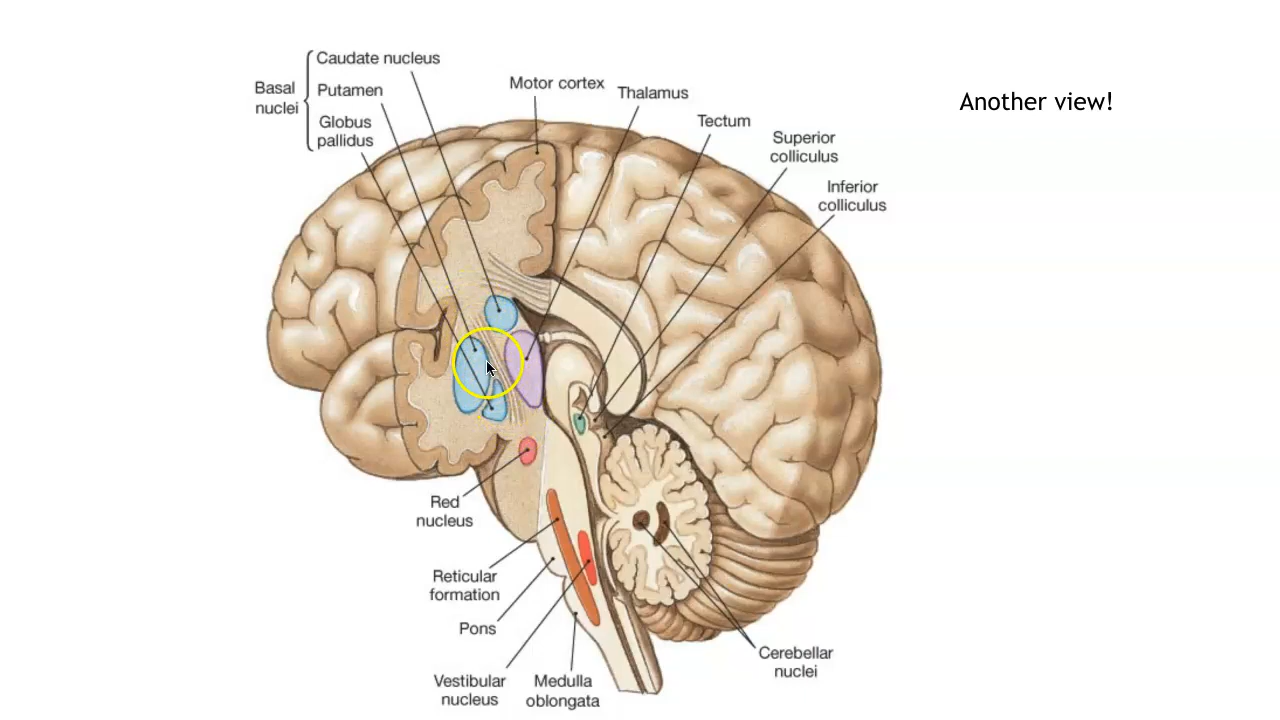 Caudate nucleus
Basal
nuclei
Putamen
Globus
pallidus
Motor cortex
Thalamus
Tectum
Superior
colliculus
Inferior
colliculus
Another view!
Red
nucleus
Reticular
formation
Pons
Vestibular
nucleus
Medulla
oblongata
Cerebellar
nuclei